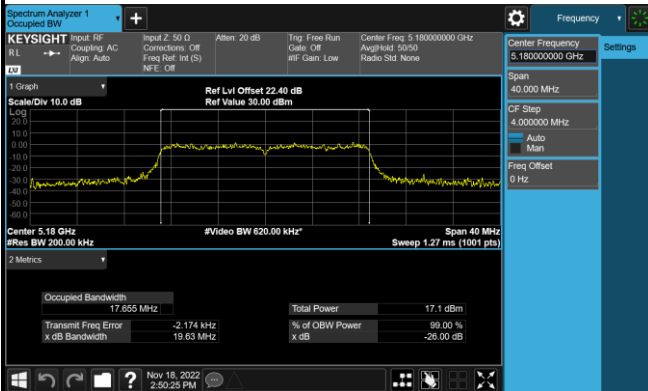 Spectrum Analyzer 1
Occupied BW
+
Frequency
KEYSIGHT Input: RF Input Z: 50 Ω Atten: 20 dB Trig: Free Run Center Freq: 5.180000000 GHz
R L Coupling: AC Corrections: Off Gate: Off Avg|Hold: 50/50
Align: Auto Freq Ref: Int (S) #IF Gain: Low Radio Std: None
NFE: Off
LXI
Center Frequency
5.180000000 GHz
Settings
Span
40.000 MHz
CF Step
4.000000 MHz
Auto
Man
Freq Offset
0 Hz
1 Graph
Ref Lvl Offset 22.40 dB
Scale/Div 10.0 dB Ref Value 30.00 dBm
Log
20.0
10.0
0.00
-10.0
-20.0
-30.0
-40.0
-50.0
-60.0
Center 5.18 GHz #Video BW 620.00 kHz* Span 40 MHz
#Res BW 200.00 kHz Sweep 1.27 ms (1001 pts)
2 Metrics
Occupied Bandwidth
17.655 MHz Total Power 17.1 dBm
Transmit Freq Error -2.174 kHz % of OBW Power 99.00 %
x dB Bandwidth 19.63 MHz x dB -26.00 dB
?
Nov 18, 2022
2:50:25 PM